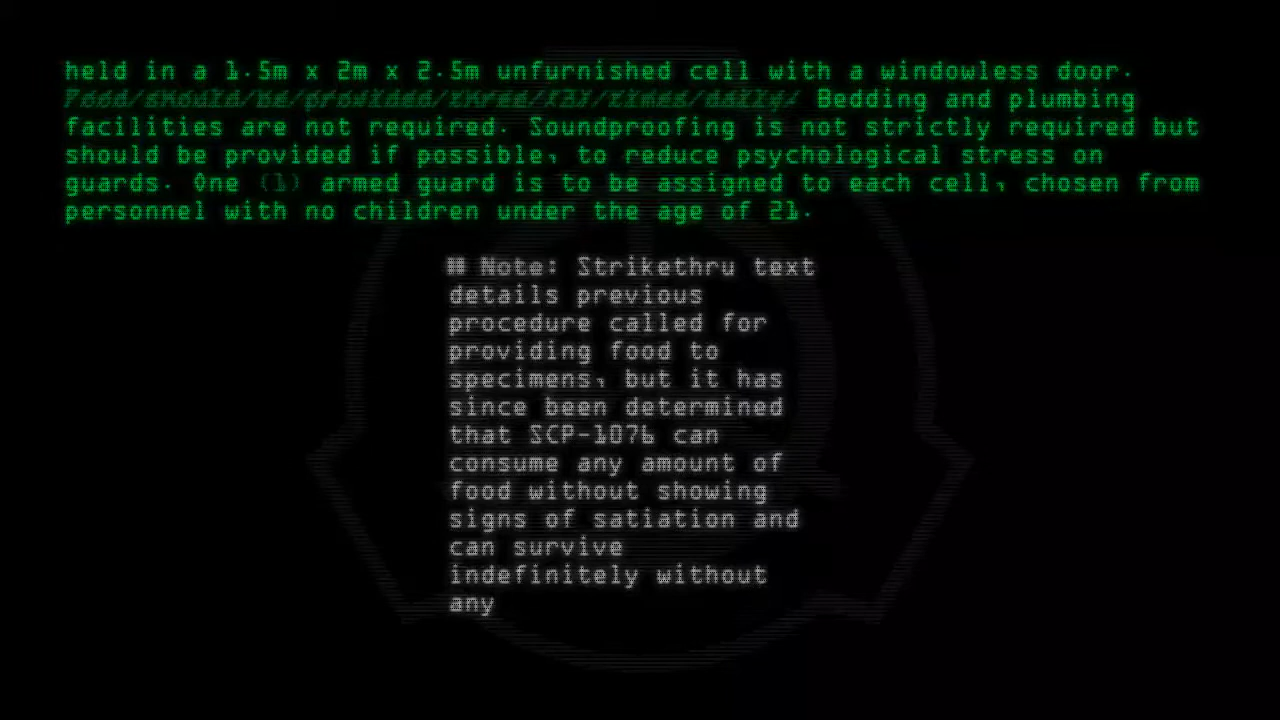 held in a 1.5m x 2m x 2.5m unfurnished cell with a windowless door.
Food/should/be/provided/three/(3)/times/daily/ Bedding and plumbing
facilities are not required. Soundproofing is not strictly required but
should be provided if possible, to reduce psychological stress on
guards. One (1) armed guard is to be assigned to each cell, chosen from
personnel with no children under the age of 21.
## Note: Strikethru text
details previous
procedure called for
providing food to
specimens, but it has
since been determined
that SCP-1076 can
consume any amount of
food without showing
signs of satiation and
can survive
indefinitely without
any